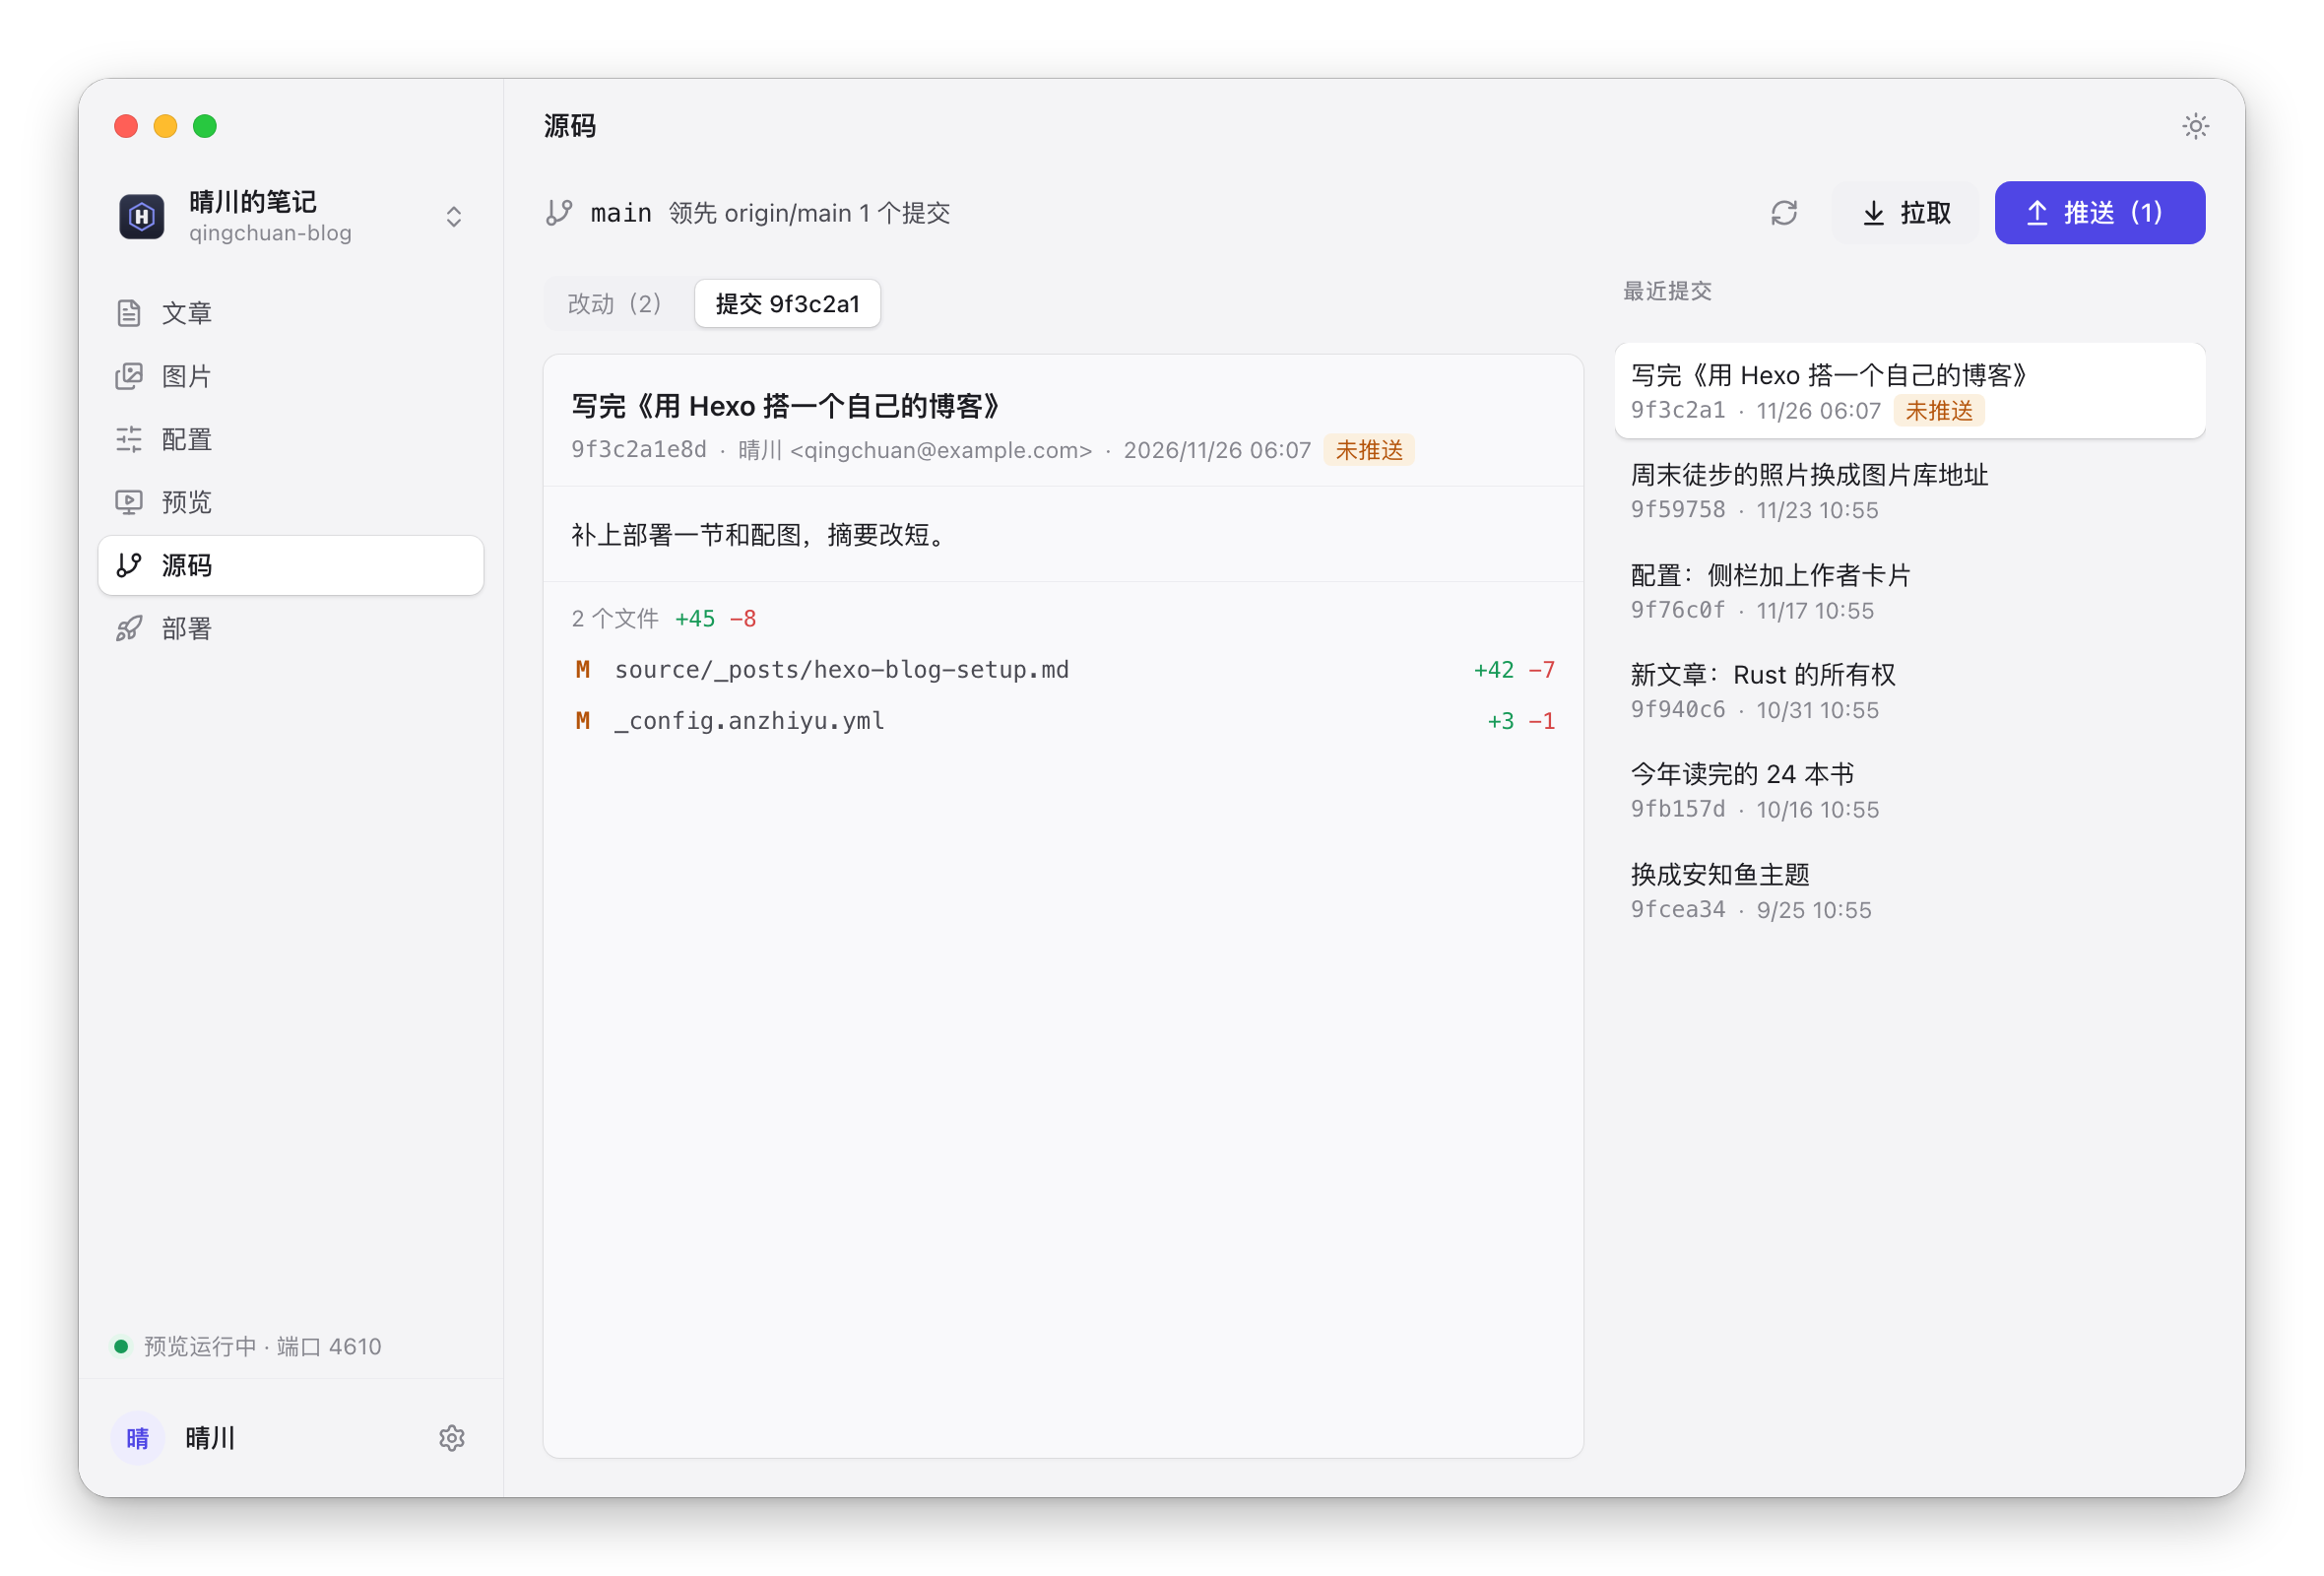 晴川的笔记
qingchuan-blog
文章
图片
配置
预览
源码
部署
预览运行中 · 端口 4610
晴 晴川
源码
main 领先 origin/main 1 个提交
拉取
推送（1）
改动（2） 提交 9f3c2a1
写完《用 Hexo 搭一个自己的博客》
9f3c2a1e8d · 晴川 <qingchuan@example.com> · 2026/11/26 06:07 未推送
补上部署一节和配图，摘要改短。
2 个文件 +45 −8
M source/_posts/hexo-blog-setup.md +42 −7
M _config.anzhiyu.yml +3 −1
最近提交
写完《用 Hexo 搭一个自己的博客》
9f3c2a1 · 11/26 06:07 未推送
周末徒步的照片换成图片库地址
9f59758 · 11/23 10:55
配置：侧栏加上作者卡片
9f76c0f · 11/17 10:55
新文章：Rust 的所有权
9f940c6 · 10/31 10:55
今年读完的 24 本书
9fb157d · 10/16 10:55
换成安知鱼主题
9fcea34 · 9/25 10:55